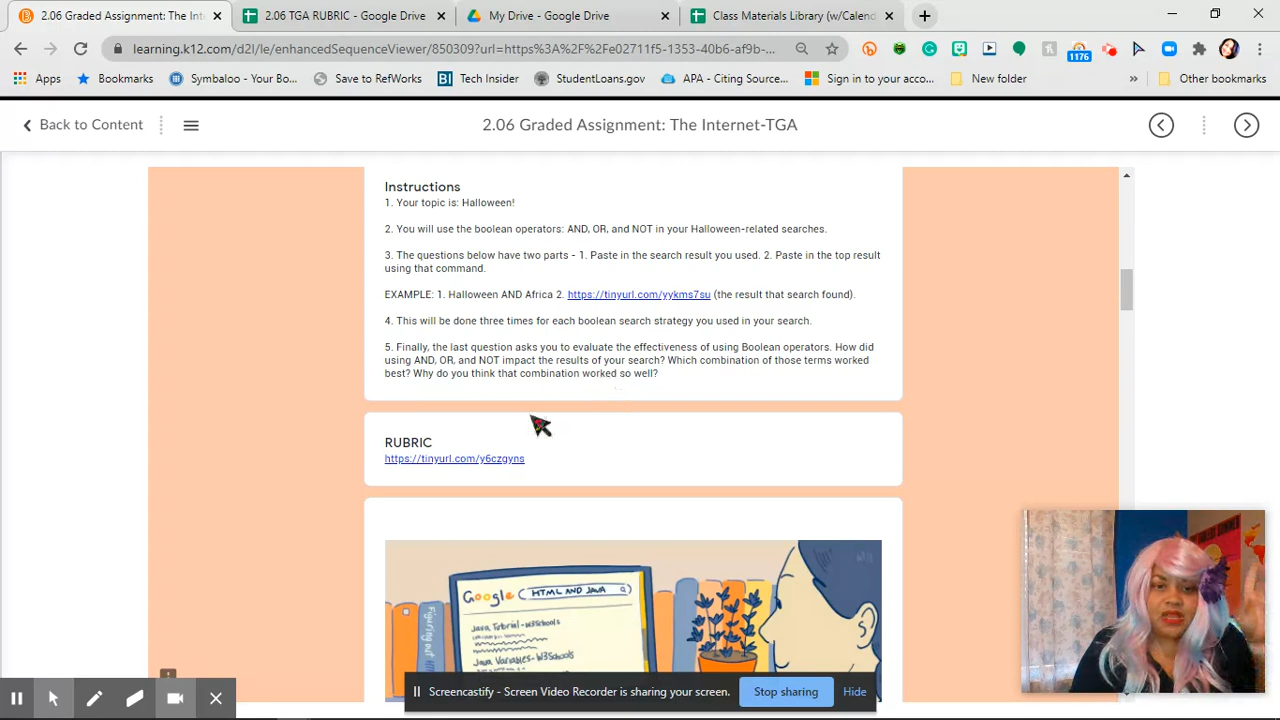 2.06 Graded Assignment: The Int
2.06 TGA RUBRIC - Google Drive
My Drive - Google Drive
Class Materials Library (w/Calend
learning.k12.com/d2l/le/enhancedSequenceViewer/850309?url=https%3A%2F%2Fe02711f5-1353-40b6-af9b-...
1176
Apps
Bookmarks
Symbaloo - Your Bo...
Save to RefWorks
BI Tech Insider
StudentLoans.gov
APA - Citing Source...
Sign in to your acco...
New folder
»
Other bookmarks
Back to Content
2.06 Graded Assignment: The Internet-TGA
Instructions
1. Your topic is: Halloween!
2. You will use the boolean operators: AND, OR, and NOT in your Halloween-related searches.
3. The questions below have two parts - 1. Paste in the search result you used. 2. Paste in the top result
using that command.
EXAMPLE: 1. Halloween AND Africa 2. https://tinyurl.com/yykms7su (the result that search found).
4. This will be done three times for each boolean search strategy you used in your search.
5. Finally, the last question asks you to evaluate the effectiveness of using Boolean operators. How did
using AND, OR, and NOT impact the results of your search? Which combination of those terms worked
best? Why do you think that combination worked so well?
RUBRIC
https://tinyurl.com/y6czgyns
Google HTML AND JAVA
Java Tutorial-W3Schools
Java Variables-W3Schools
Figuring out
Screencastify - Screen Video Recorder is sharing your screen.
Stop sharing
Hide